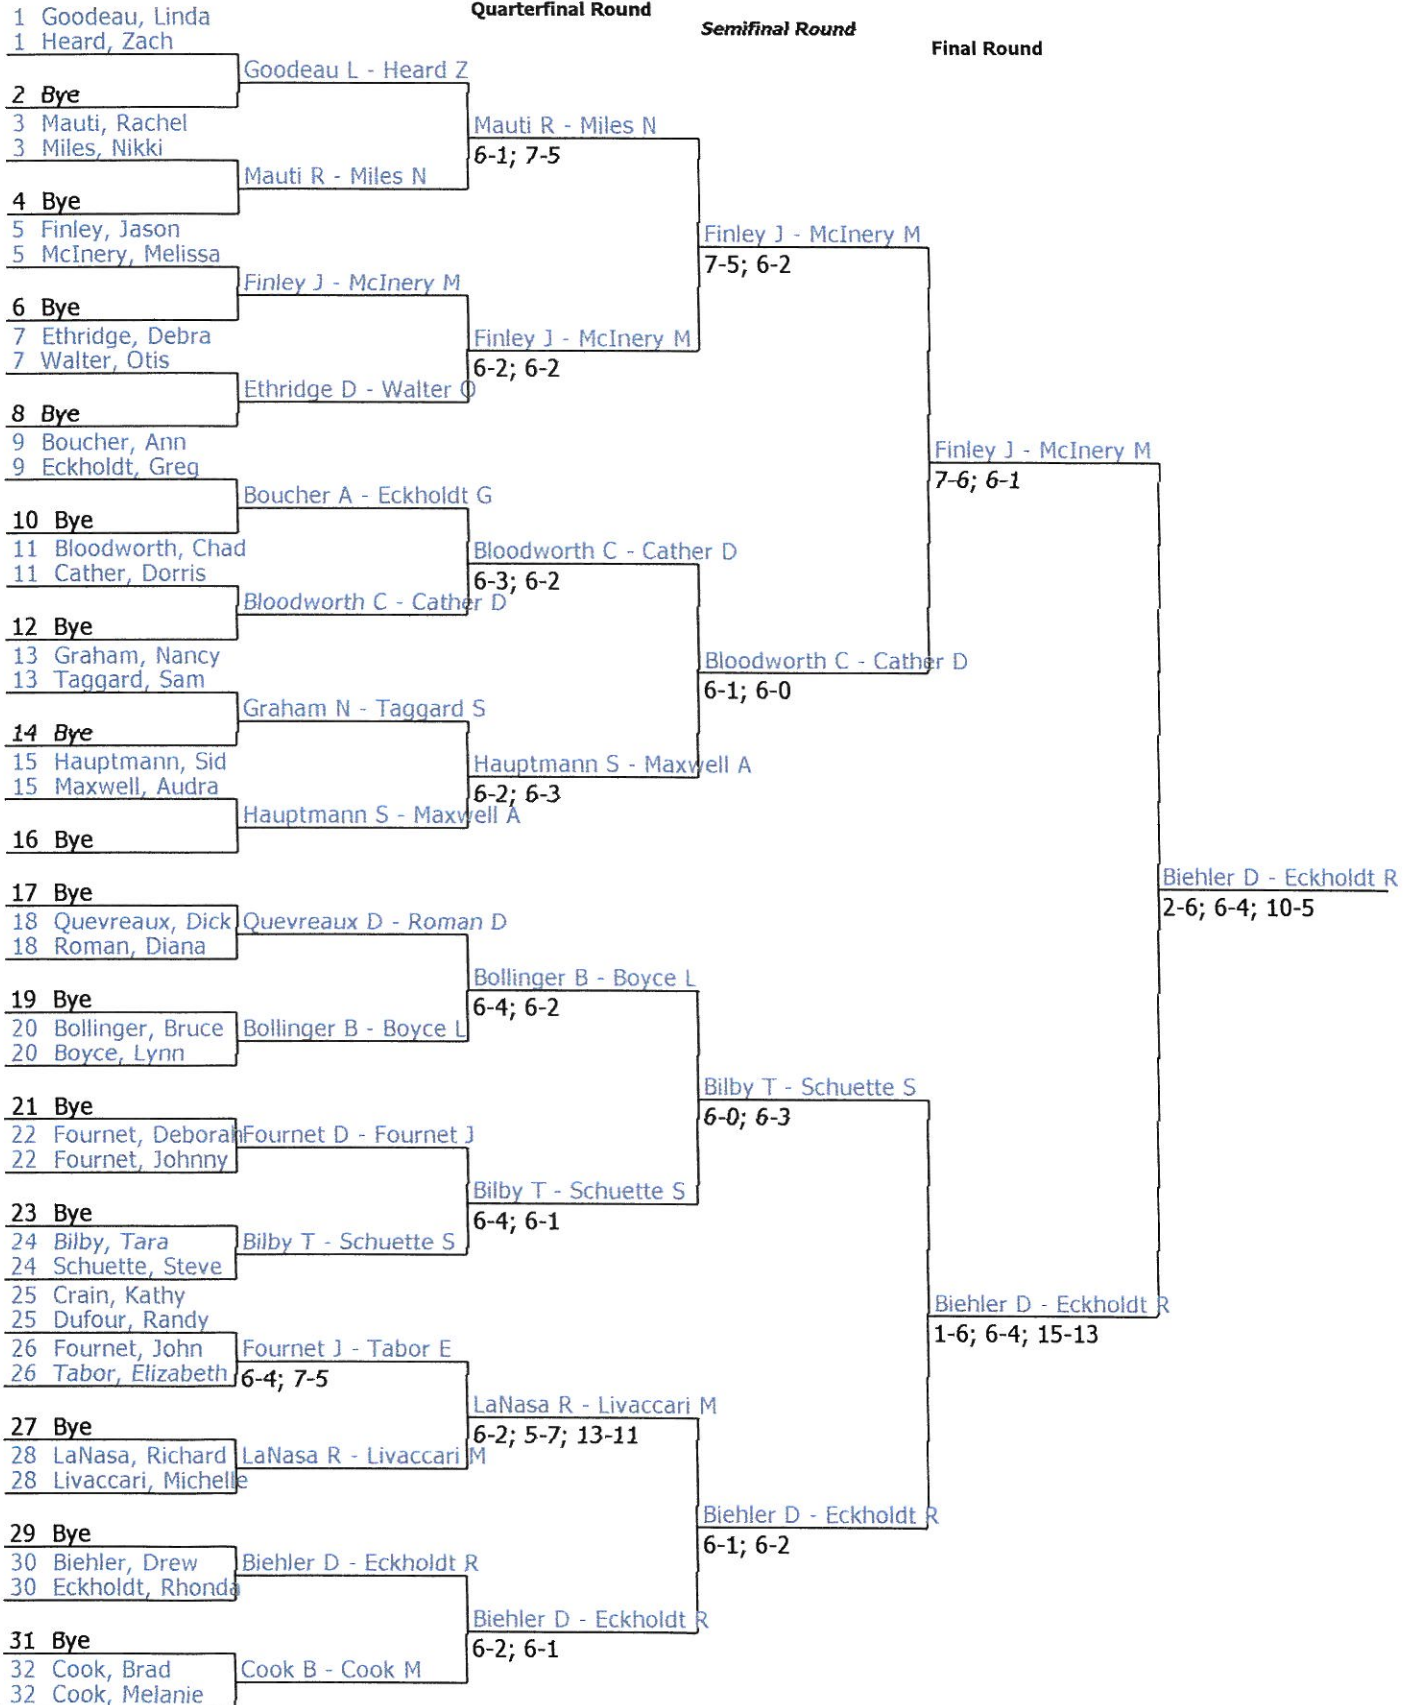 Quarterfinal Round
Semifinal Round
Final Round
1 Goodeau, Linda
1 Heard, Zach
2 Bye
3 Mauti, Rachel
3 Miles, Nikki
4 Bye
5 Finley, Jason
5 McInery, Melissa
6 Bye
7 Ethridge, Debra
7 Walter, Otis
8 Bye
9 Boucher, Ann
9 Eckholdt, Greg
10 Bye
11 Bloodworth, Chad
11 Cather, Dorris
12 Bye
13 Graham, Nancy
13 Taggard, Sam
14 Bye
15 Hauptmann, Sid
15 Maxwell, Audra
16 Bye
17 Bye
18 Quevreaux, Dick
18 Roman, Diana
19 Bye
20 Bollinger, Bruce
20 Boyce, Lynn
21 Bye
22 Fournet, Deborah
22 Fournet, Johnny
23 Bye
24 Bilby, Tara
24 Schuette, Steve
25 Crain, Kathy
25 Dufour, Randy
26 Fournet, John
26 Tabor, Elizabeth
27 Bye
28 LaNasa, Richard
28 Livaccari, Michelle
29 Bye
30 Biehler, Drew
30 Eckholdt, Rhonda
31 Bye
32 Cook, Brad
32 Cook, Melanie
Goodeau L - Heard Z
Mauti R - Miles N
Finley J - McInery M
Ethridge D - Walter O
Boucher A - Eckholdt G
Bloodworth C - Cather D
Graham N - Taggard S
Hauptmann S - Maxwell A
Quevreaux D - Roman D
Bollinger B - Boyce L
Fournet D - Fournet J
Bilby T - Schuette S
Fournet J - Tabor E
6-4; 7-5
LaNasa R - Livaccari M
Biehler D - Eckholdt R
Cook B - Cook M
Mauti R - Miles N
6-1; 7-5
Finley J - McInery M
6-2; 6-2
Bloodworth C - Cather D
6-3; 6-2
Hauptmann S - Maxwell A
6-2; 6-3
Bollinger B - Boyce L
6-4; 6-2
Bilby T - Schuette S
6-4; 6-1
LaNasa R - Livaccari M
6-2; 5-7; 13-11
Biehler D - Eckholdt R
6-2; 6-1
Finley J - McInery M
7-5; 6-2
Bloodworth C - Cather D
6-1; 6-0
Bilby T - Schuette S
6-0; 6-3
Biehler D - Eckholdt R
6-1; 6-2
Finley J - McInery M
7-6; 6-1
Biehler D - Eckholdt R
1-6; 6-4; 15-13
Biehler D - Eckholdt R
2-6; 6-4; 10-5